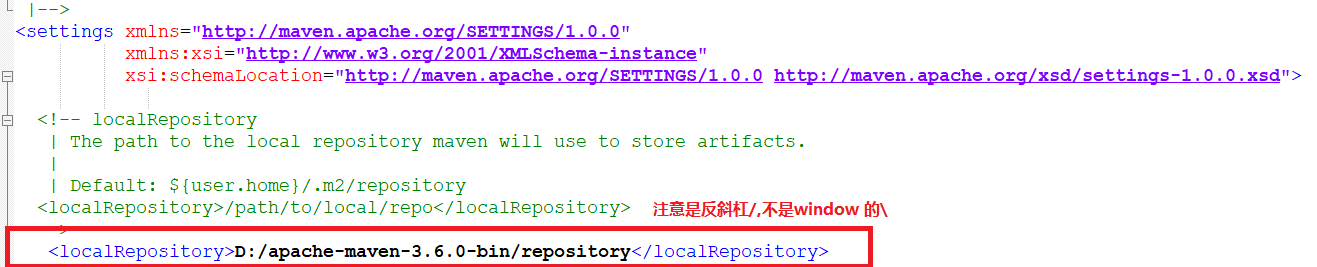 |-->
<settings xmlns="http://maven.apache.org/SETTINGS/1.0.0"
xmlns:xsi="http://www.w3.org/2001/XMLSchema-instance"
xsi:schemaLocation="http://maven.apache.org/SETTINGS/1.0.0 http://maven.apache.org/xsd/settings-1.0.0.xsd">
<!-- localRepository
| The path to the local repository maven will use to store artifacts.
|
| Default: ${user.home}/.m2/repository
<localRepository>/path/to/local/repo</localRepository> 注意是反斜杠/,不是window 的\
<localRepository>D:/apache-maven-3.6.0-bin/repository</localRepository>